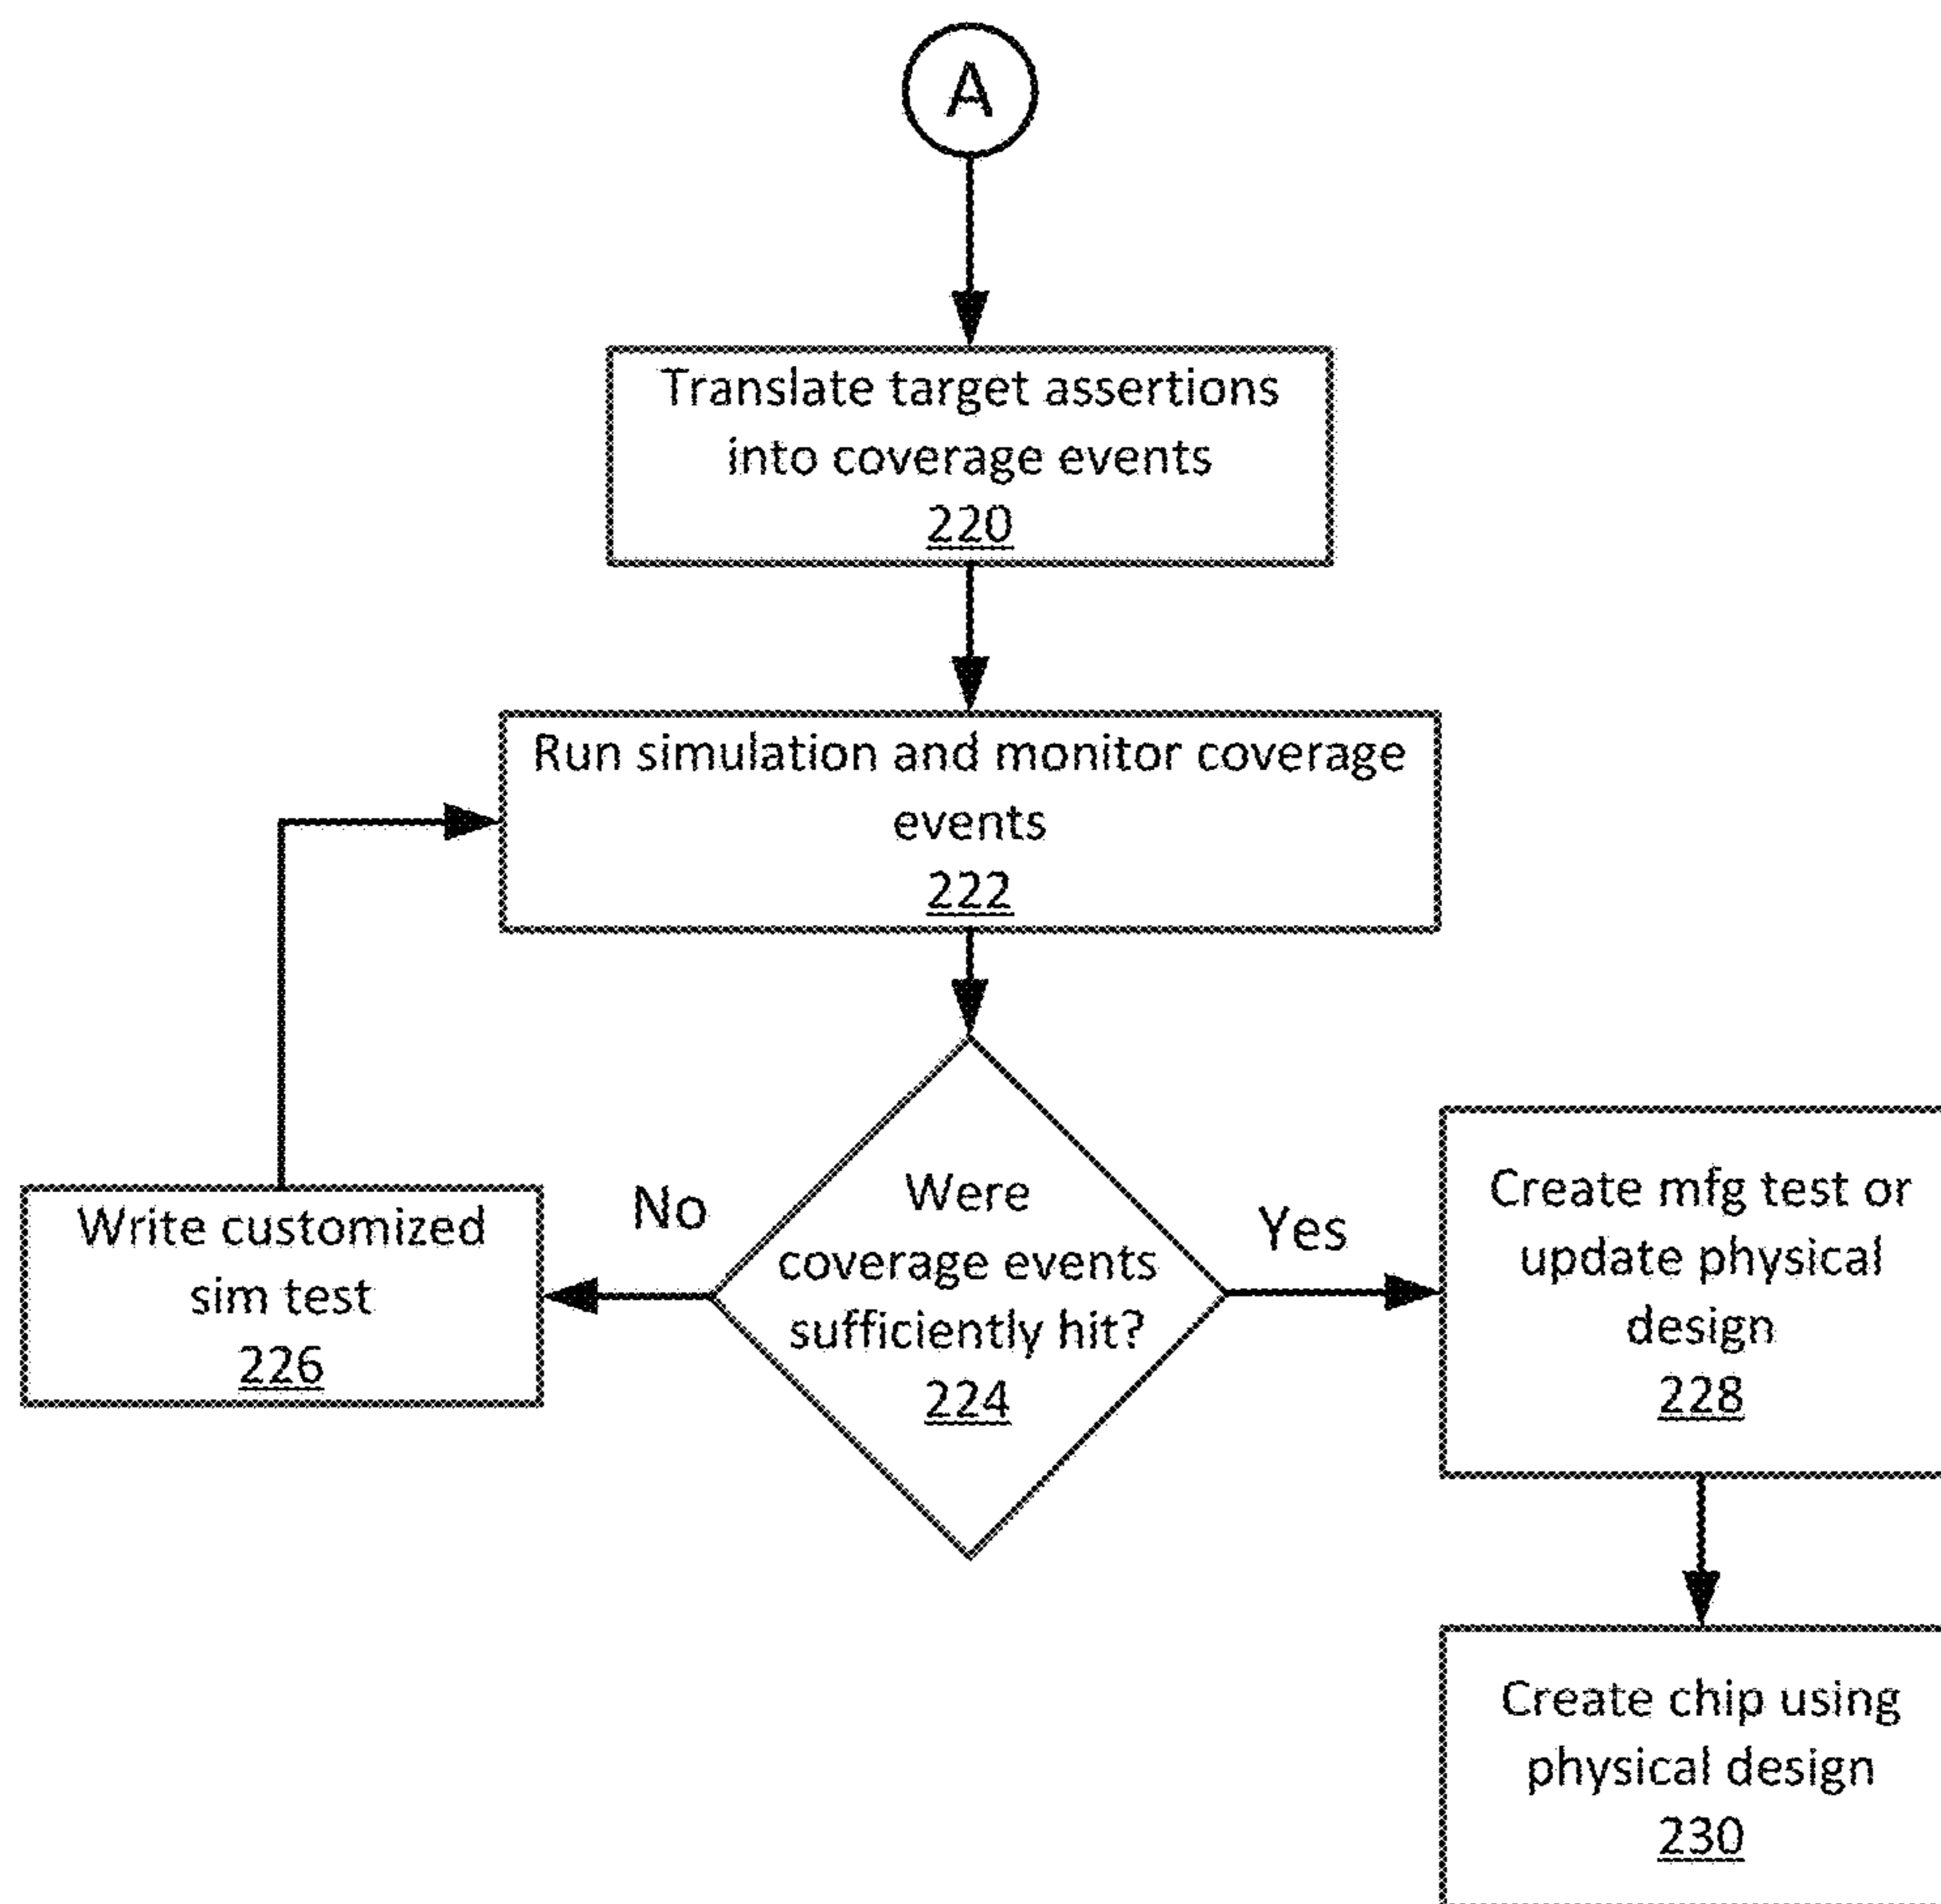 A
Translate target assertions
into coverage events
220
Run simulation and monitor coverage
events
222
Were
coverage events
sufficiently hit?
224
No
Yes
Write customized
sim test
226
Create mfg test or
update physical
design
228
Create chip using
physical design
230